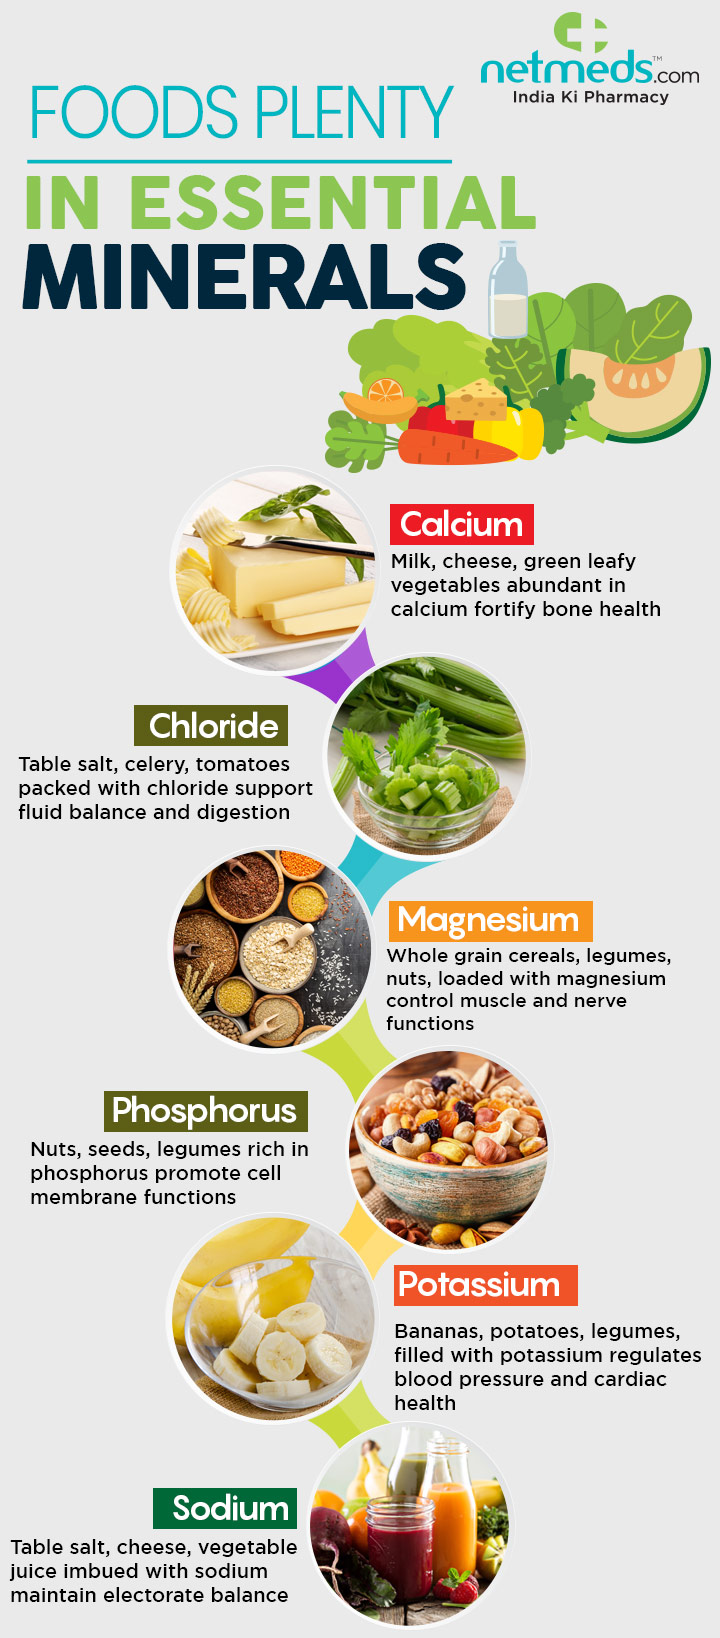 netmeds™.com
India Ki Pharmacy
FOODS PLENTY
IN ESSENTIAL
MINERALS
Calcium
Milk, cheese, green leafy
vegetables abundant in
calcium fortify bone health
Chloride
Table salt, celery, tomatoes
packed with chloride support
fluid balance and digestion
Magnesium
Whole grain cereals, legumes,
nuts, loaded with magnesium
control muscle and nerve
functions
Phosphorus
Nuts, seeds, legumes rich in
phosphorus promote cell
membrane functions
Potassium
Bananas, potatoes, legumes,
filled with potassium regulates
blood pressure and cardiac
health
Sodium
Table salt, cheese, vegetable
juice imbued with sodium
maintain electorate balance